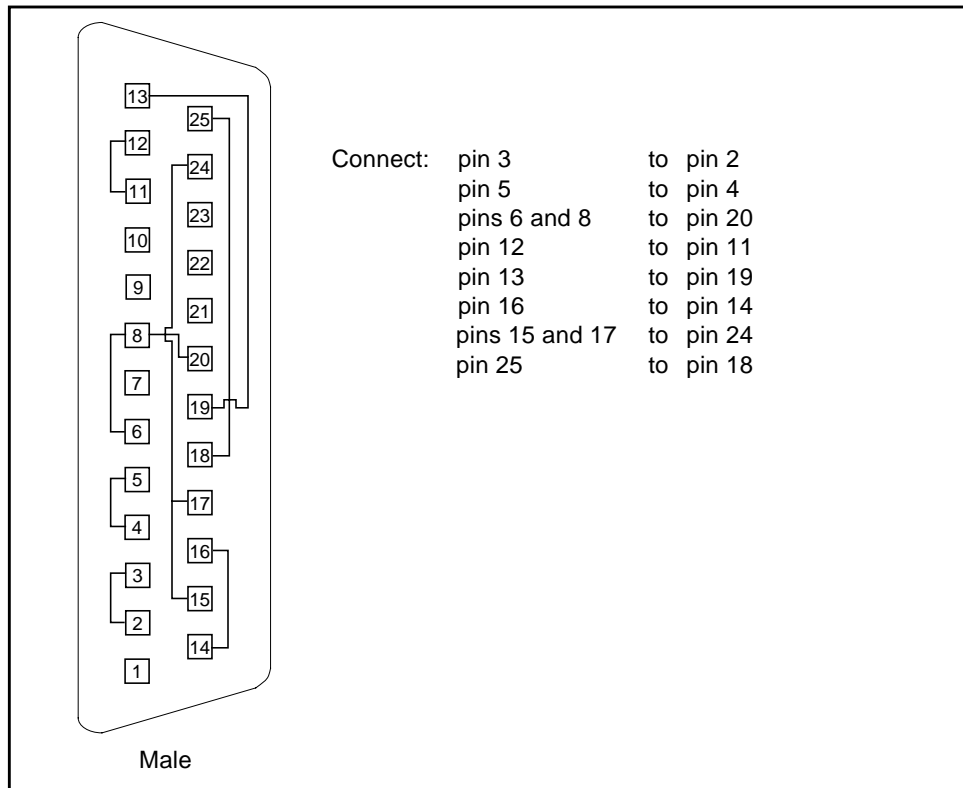 13
25
12
24
11
23
10
22
9
21
8
20
7
19
6
18
5
17
4
16
3
15
2
14
1
Male
Connect: pin 3 to pin 2
pin 5 to pin 4
pins 6 and 8 to pin 20
pin 12 to pin 11
pin 13 to pin 19
pin 16 to pin 14
pins 15 and 17 to pin 24
pin 25 to pin 18